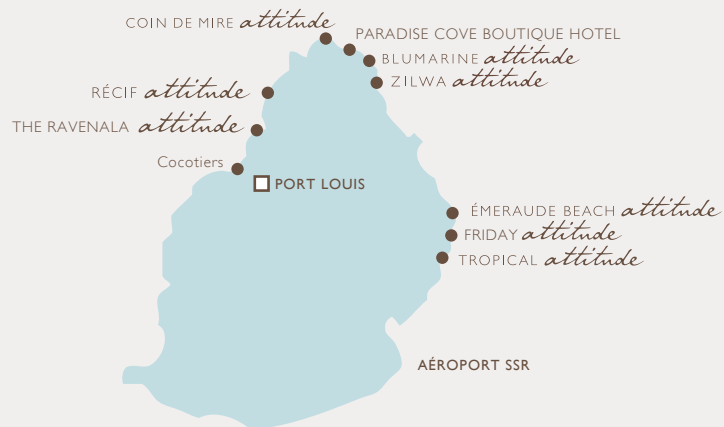 COIN DE MIRE attitude
PARADISE COVE BOUTIQUE HOTEL
BLUMARINE attitude
ZILWA attitude
RÉCIF attitude
THE RAVENALA attitude
Cocotiers
PORT LOUIS
ÉMERAUDE BEACH attitude
FRIDAY attitude
TROPICAL attitude
AÉROPORT SSR